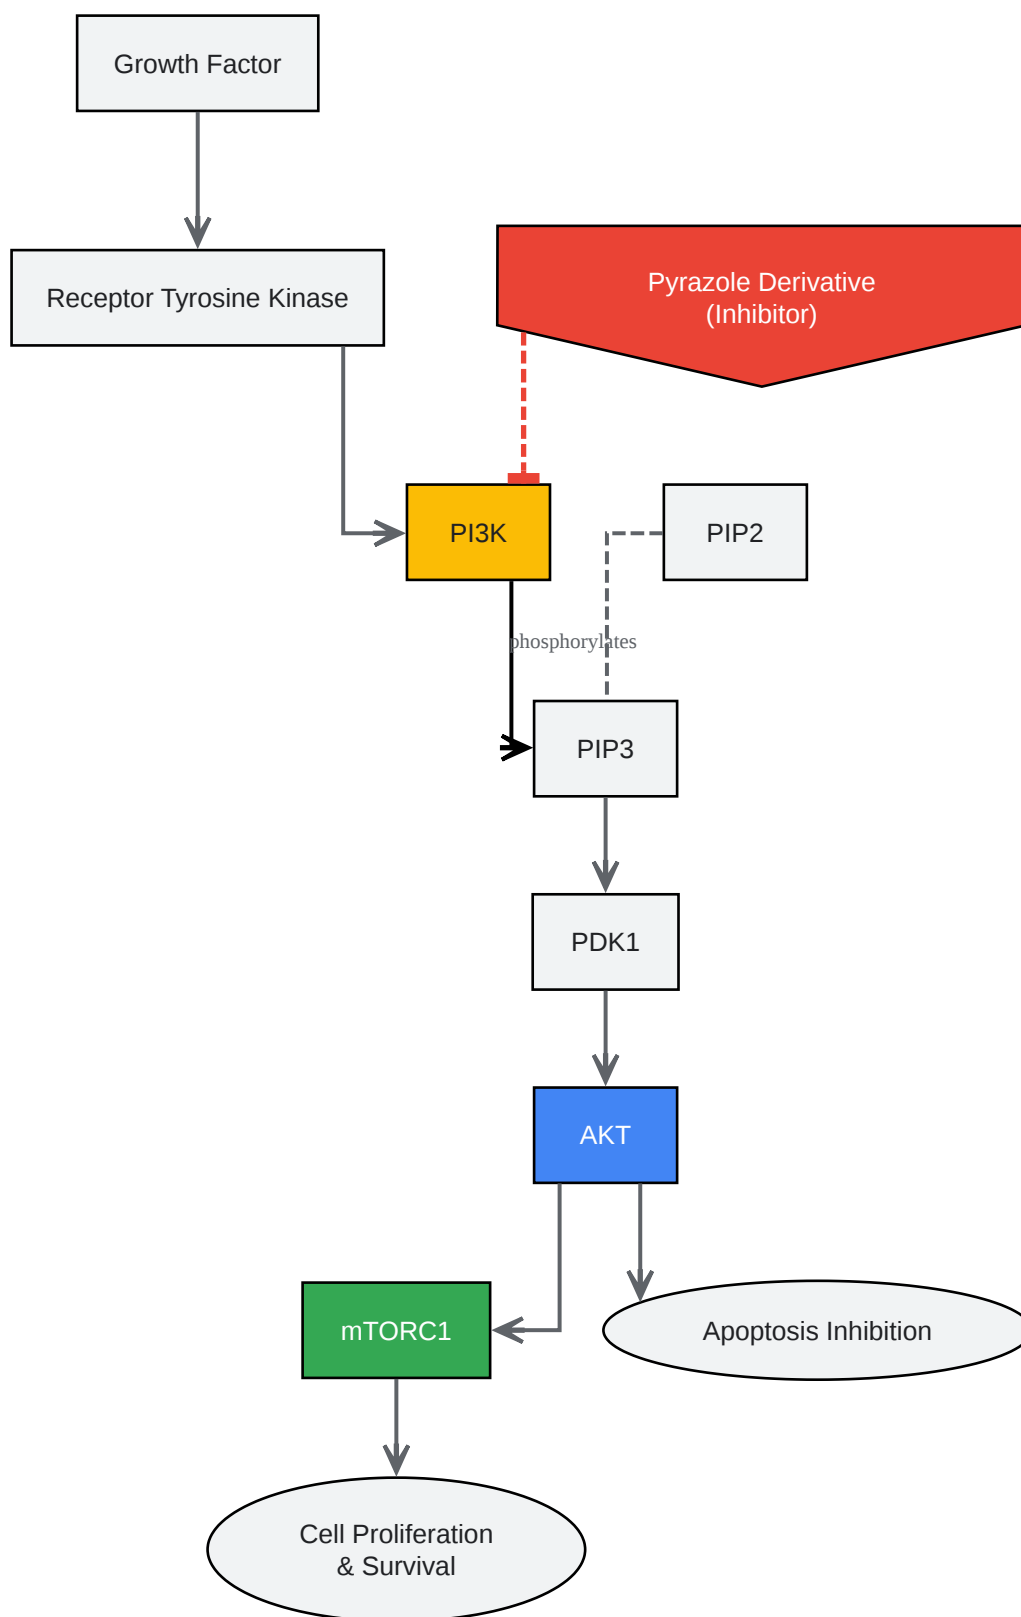 Growth Factor
Receptor Tyrosine Kinase
Pyrazole Derivative
(Inhibitor)
PI3K
PIP2
phosphorylates
PIP3
PDK1
AKT
mTORC1
Apoptosis Inhibition
Cell Proliferation
& Survival